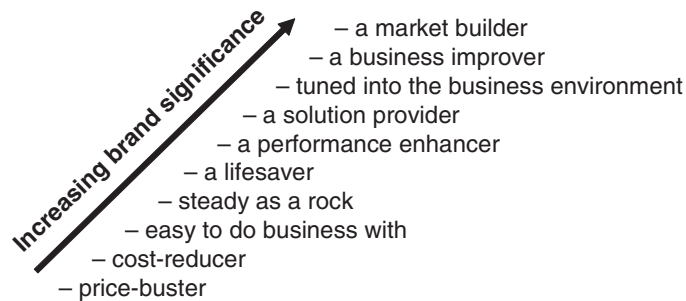 Increasing brand significance
– a market builder
– a business improver
– tuned into the business environment
– a solution provider
– a performance enhancer
– a lifesaver
– steady as a rock
– easy to do business with
– cost-reducer
– price-buster